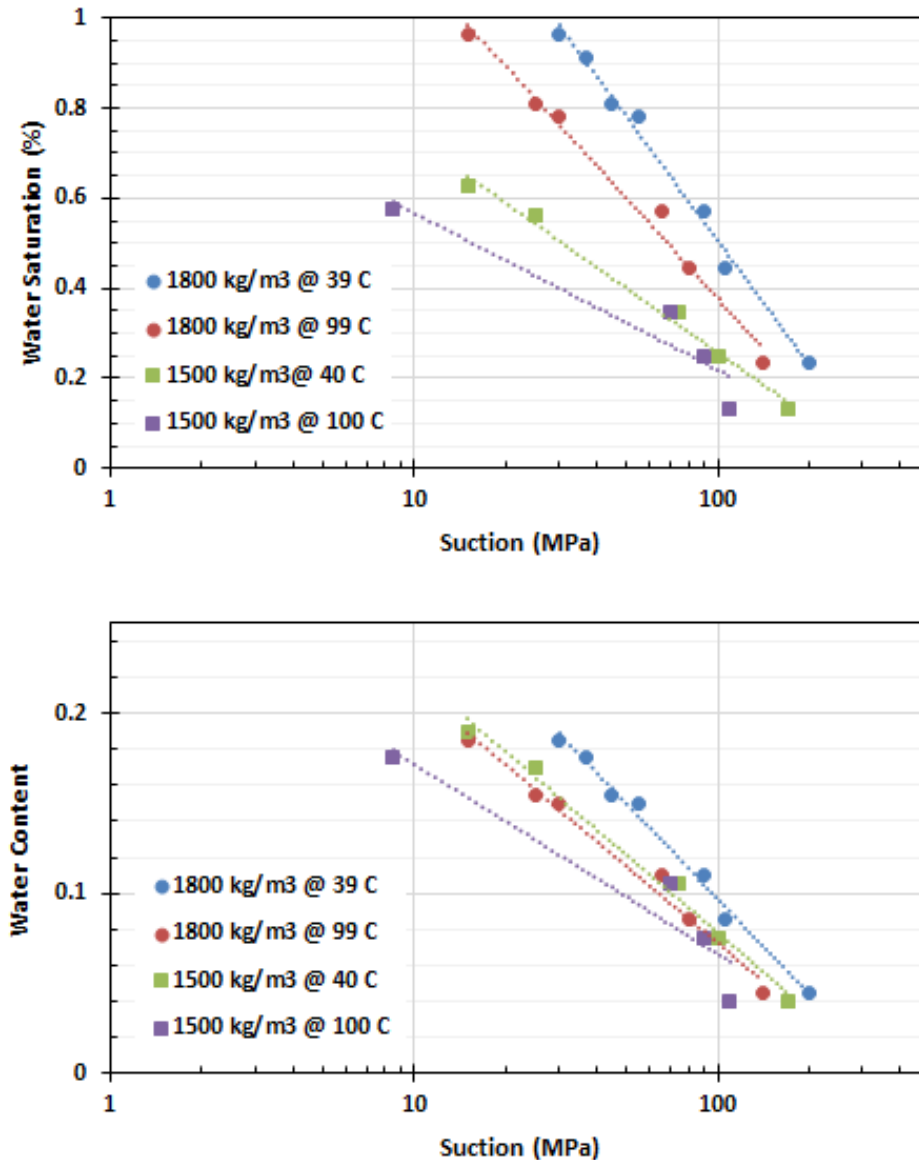 1
0.8
0.6
0.4
0.2
0
Water Saturation (%)
1800 kg/m3 @ 39 C
1800 kg/m3 @ 99 C
1500 kg/m3@ 40 C
1500 kg/m3 @ 100 C
1 10 100
Suction (MPa)
0.2
0.1
0
Water Content
1800 kg/m3 @ 39 C
1800 kg/m3 @ 99 C
1500 kg/m3 @ 40 C
1500 kg/m3 @ 100 C
1 10 100
Suction (MPa)